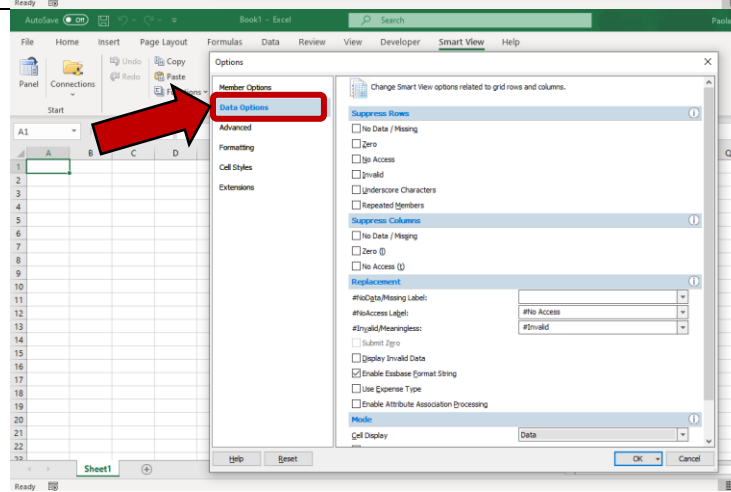 Ready
AutoSave Off Book1 - Excel Search Paola
File Home Insert Page Layout Formulas Data Review View Developer Smart View Help
Panel Connections Undo Redo Copy Paste
Start
Options
Member Options
Data Options
Advanced
Formatting
Cell Styles
Extensions
Change Smart View options related to grid rows and columns.
Suppress Rows
No Data / Missing
Zero
No Access
Invalid
Underscore Characters
Repeated Members
Suppress Columns
No Data / Missing
Zero (l)
No Access (t)
Replacement
#NoData/Missing Label:
#NoAccess Label: #No Access
#Invalid/Meaningless: #Invalid
Submit Zero
Display Invalid Data
Enable Essbase Format String
Use Expense Type
Enable Attribute Association Processing
Mode
Cell Display Data
Help Reset OK Cancel
A1
A B C D Q
1
2
3
4
5
6
7
8
9
10
11
12
13
14
15
16
17
18
19
20
21
22
23
Sheet1
Ready